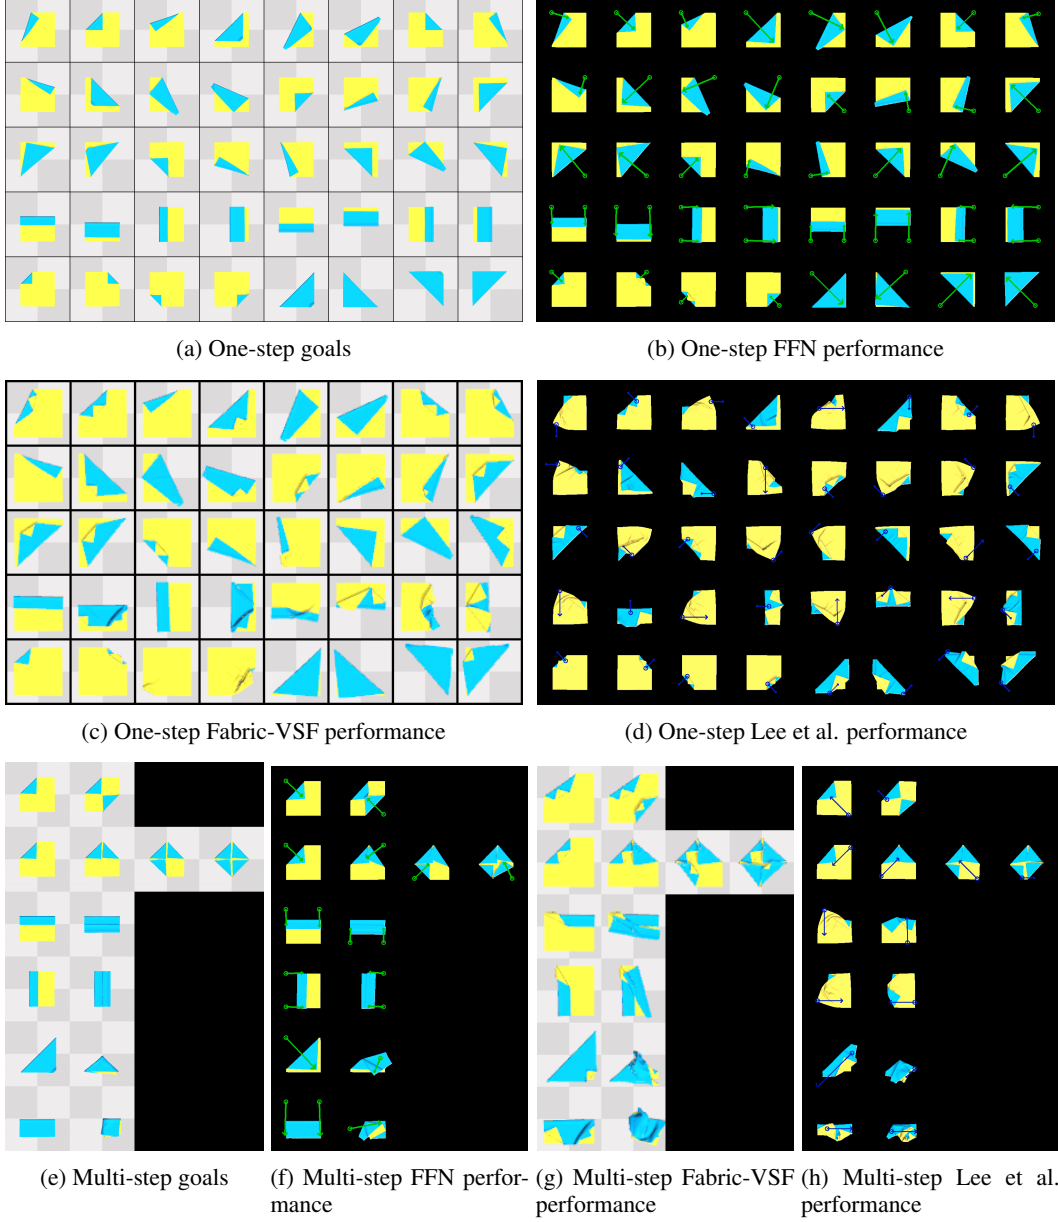 (a) One-step goals
(b) One-step FFN performance
(c) One-step Fabric-VSF performance
(d) One-step Lee et al. performance
(e) Multi-step goals
(f) Multi-step FFN perfor-
mance
(g) Multi-step Fabric-VSF
performance
(h) Multi-step Lee et al.
performance